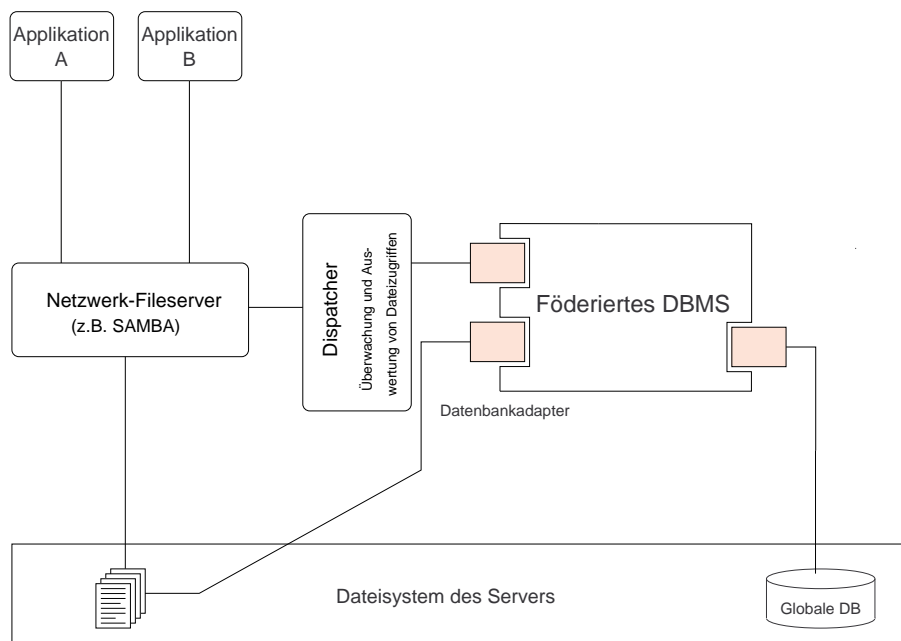 Applikation
A
Applikation
B
Netzwerk-Fileserver
(z.B. SAMBA)
Dispatcher
Überwachung und Aus-
wertung von Dateizugriffen
Föderiertes DBMS
Datenbankadapter
Dateisystem des Servers
Globale DB